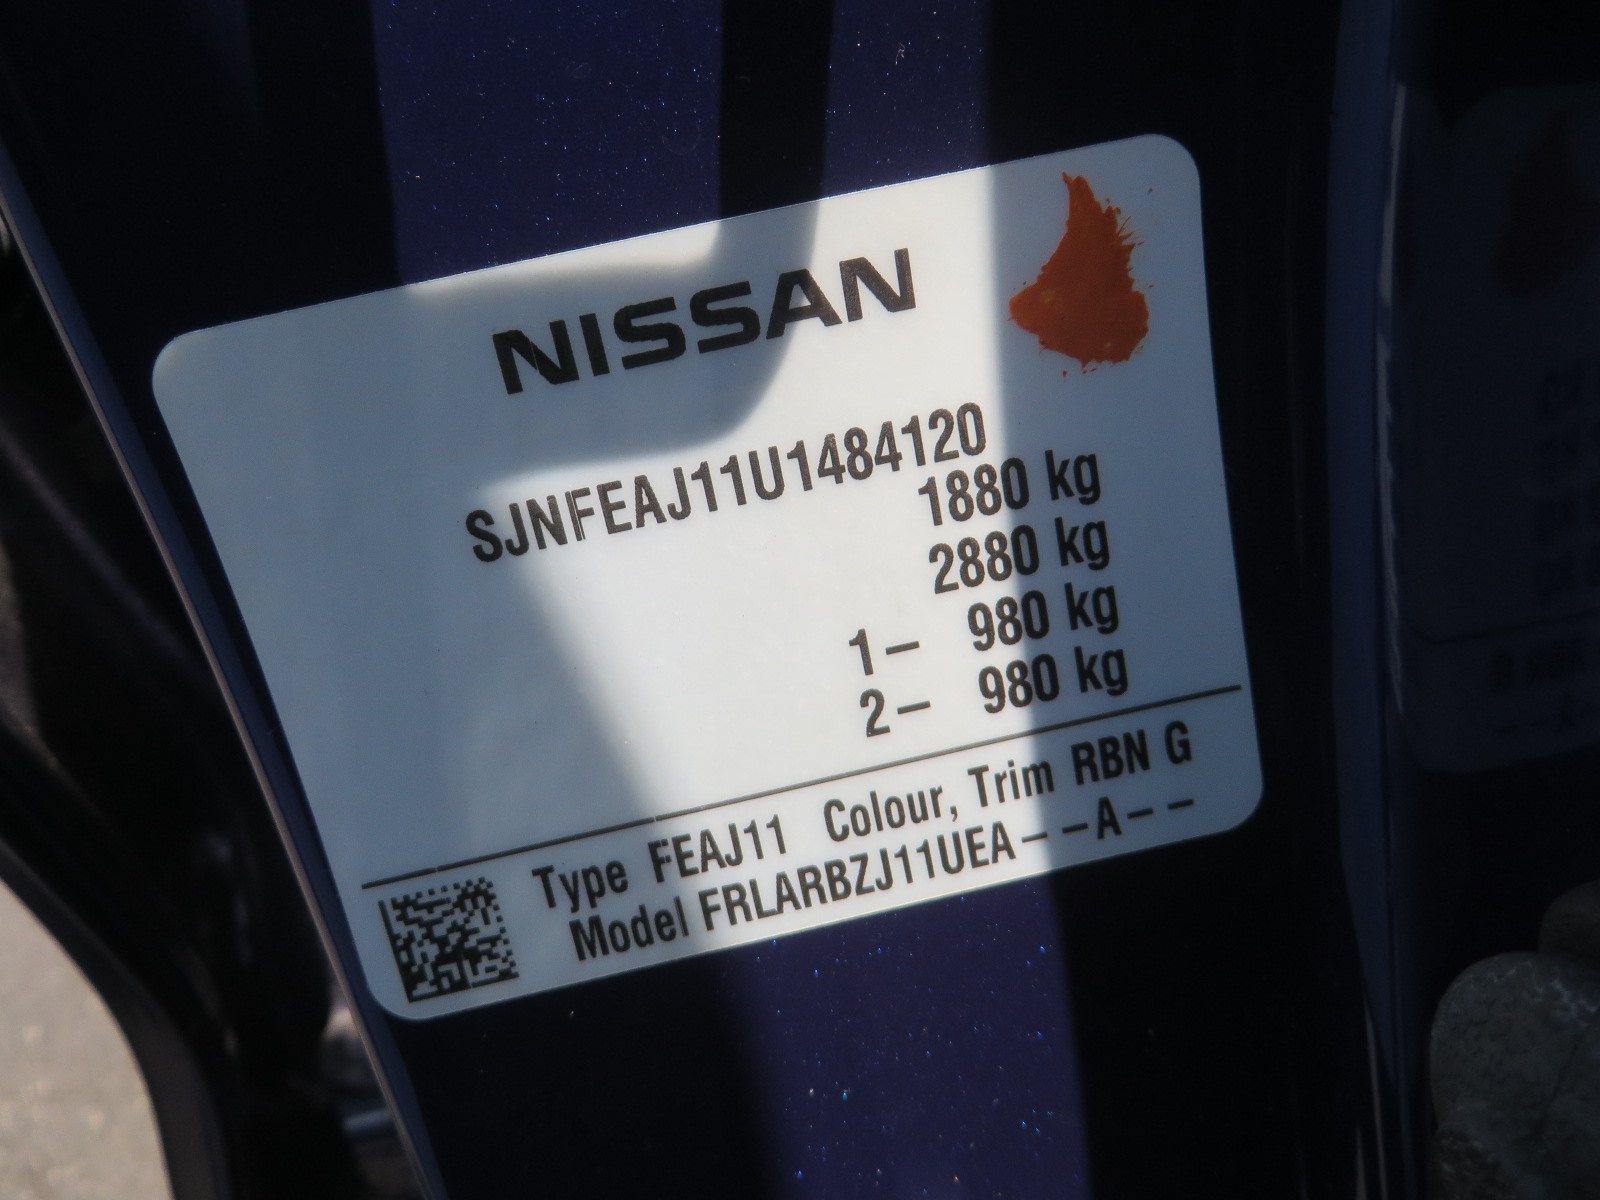 NISSAN
SJNFEAJ11U1484120
1880 kg
2880 kg
1- 980 kg
2- 980 kg
Type FEAJ11 Colour, Trim RBN G
Model FRLARBZJ11UEA--A--